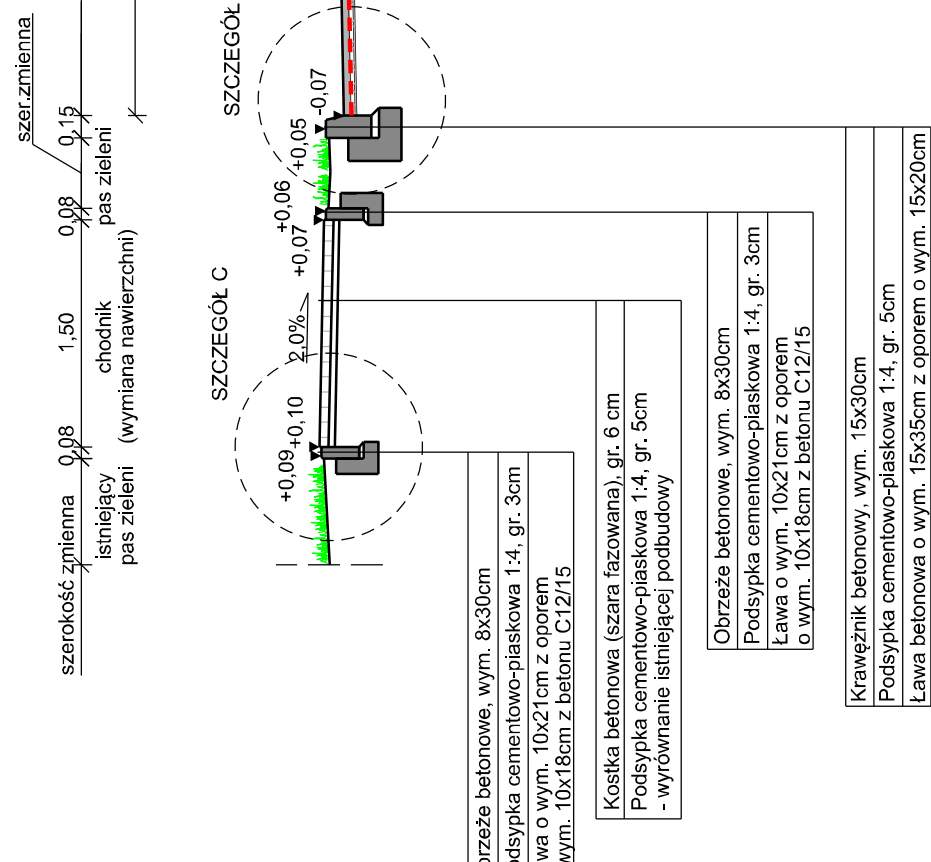 szer.zmienna
szerokość zmienna
0,08
1,50
0,08
0,15
istniejący
pas zieleni
chodnik
(wymiana nawierzchni)
pas zieleni
SZCZEGÓŁ C
SZCZEGÓŁ
+0,09
+0,10
2,0%
+0,07
+0,06
+0,05
-0,07
brzeże betonowe, wym. 8x30cm
odsypka cementowo-piaskowa 1:4, gr. 3cm
wa o wym. 10x21cm z oporem
wym. 10x18cm z betonu C12/15
Kostka betonowa (szara fazowana), gr. 6 cm
Podsypka cementowo-piaskowa 1:4, gr. 5cm
- wyrównanie istniejącej podbudowy
Obrzeże betonowe, wym. 8x30cm
Podsypka cementowo-piaskowa 1:4, gr. 3cm
Ława o wym. 10x21cm z oporem
o wym. 10x18cm z betonu C12/15
Krawężnik betonowy, wym. 15x30cm
Podsypka cementowo-piaskowa 1:4, gr. 5cm
Ława betonowa o wym. 15x35cm z oporem o wym. 15x20cm